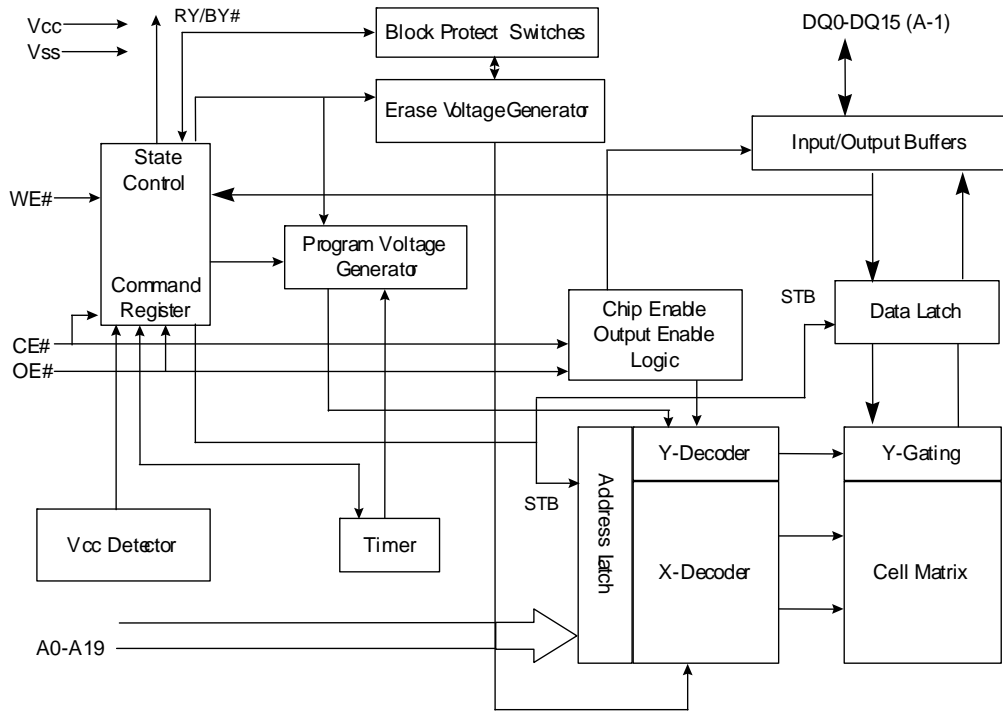 Vcc
Vss
RY/BY#
Block Protect Switches
DQ0-DQ15 (A-1)
Erase Voltage Generator
Input/Output Buffers
State
Control
WE#
Program Voltage
Generator
Command
Register
STB
Data Latch
Chip Enable
Output Enable
Logic
CE#
OE#
Y-Decoder
Y-Gating
STB
Address latch
Vcc Detector
Timer
X-Decoder
Cell Matrix
A0-A19